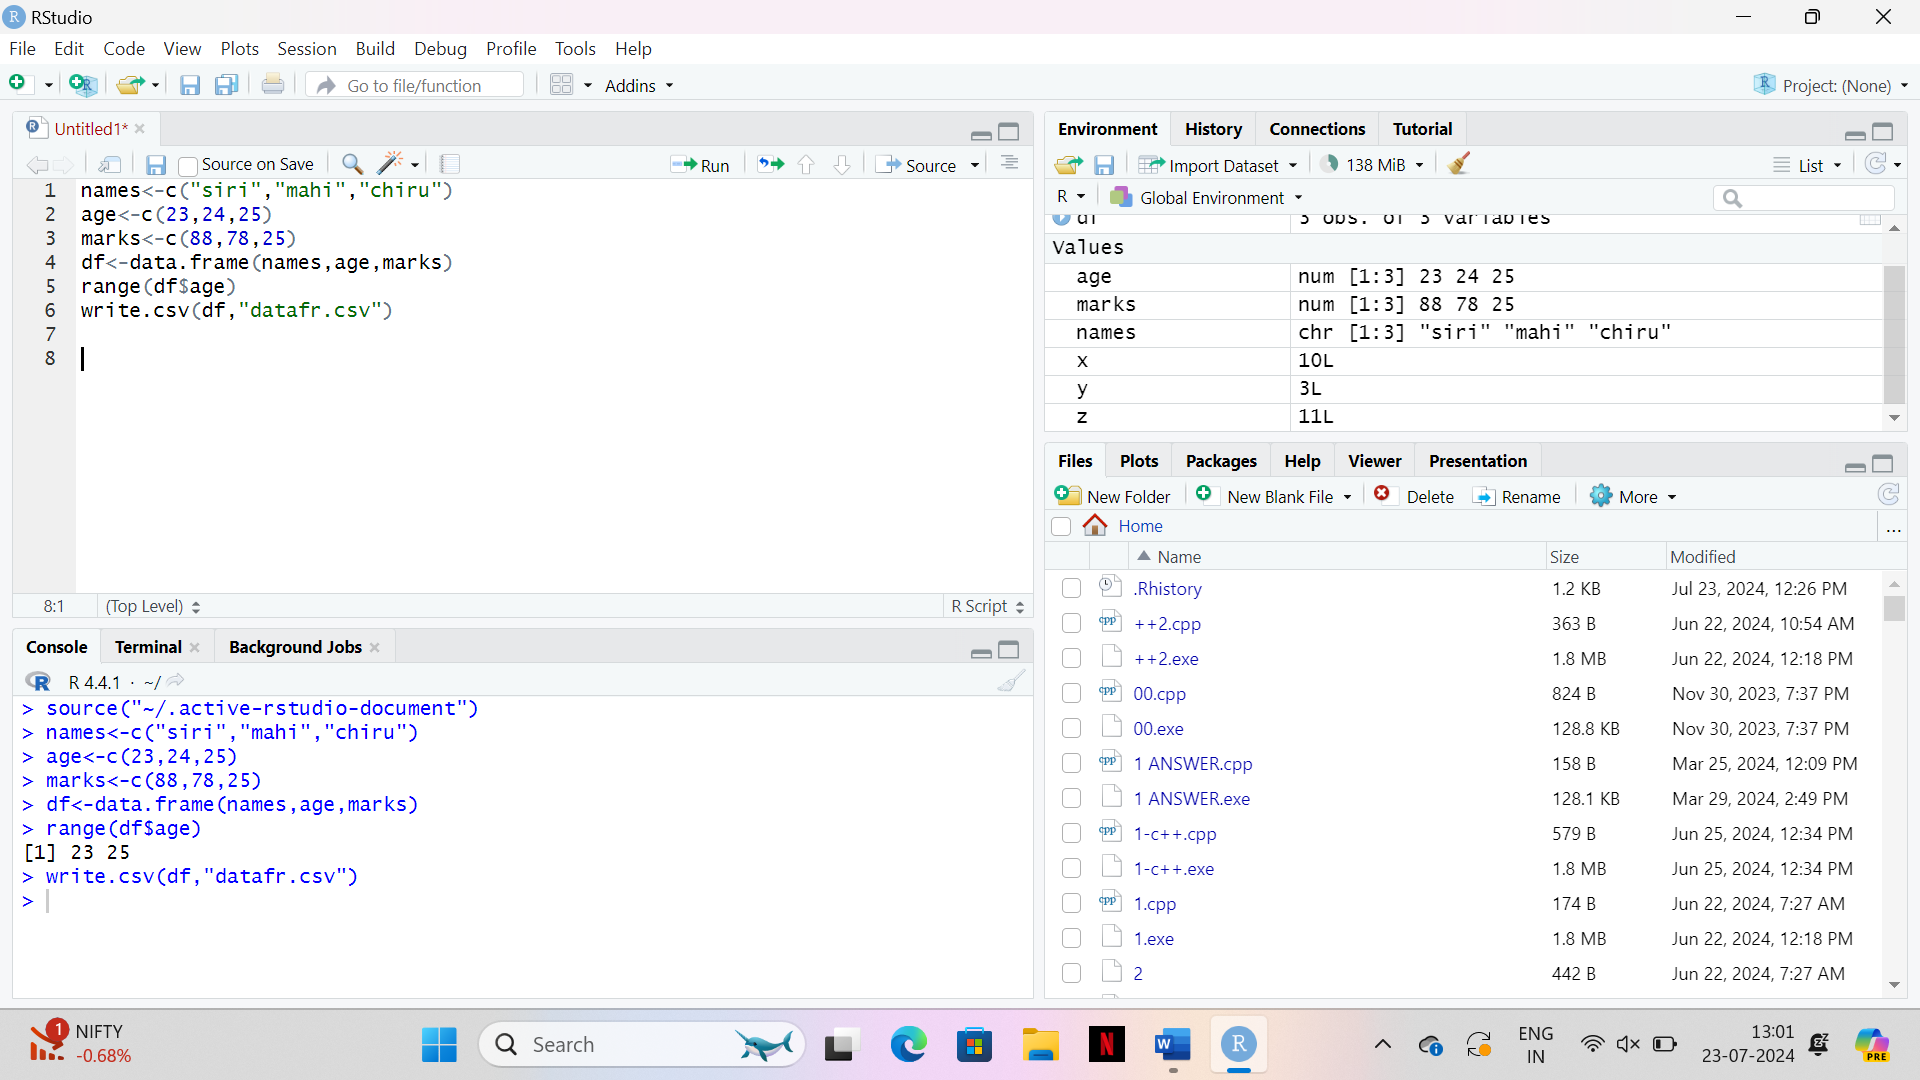 RStudio
File Edit Code View Plots Session Build Debug Profile Tools Help
Go to file/function Addins Project: (None)
Untitled1*
Source on Save Run Source
1 names<-c("siri","mahi","chiru")
2 age<-c(23,24,25)
3 marks<-c(88,78,25)
4 df<-data.frame(names,age,marks)
5 range(df$age)
6 write.csv(df,"datafr.csv")
7
8
8:1 (Top Level) R Script
Console Terminal Background Jobs
R 4.4.1 · ~/
> source("~/.active-rstudio-document")
> names<-c("siri","mahi","chiru")
> age<-c(23,24,25)
> marks<-c(88,78,25)
> df<-data.frame(names,age,marks)
> range(df$age)
[1] 23 25
> write.csv(df,"datafr.csv")
>
Environment History Connections Tutorial
Import Dataset 138 MiB List
R Global Environment
df 3 obs. of 3 variables
Values
age num [1:3] 23 24 25
marks num [1:3] 88 78 25
names chr [1:3] "siri" "mahi" "chiru"
x 10L
y 3L
z 11L
Files Plots Packages Help Viewer Presentation
New Folder New Blank File Delete Rename More
Home ...
Name Size Modified
.Rhistory 1.2 KB Jul 23, 2024, 12:26 PM
++2.cpp 363 B Jun 22, 2024, 10:54 AM
++2.exe 1.8 MB Jun 22, 2024, 12:18 PM
00.cpp 824 B Nov 30, 2023, 7:37 PM
00.exe 128.8 KB Nov 30, 2023, 7:37 PM
1 ANSWER.cpp 158 B Mar 25, 2024, 12:09 PM
1 ANSWER.exe 128.1 KB Mar 29, 2024, 2:49 PM
1-c++.cpp 579 B Jun 25, 2024, 12:34 PM
1-c++.exe 1.8 MB Jun 25, 2024, 12:34 PM
1.cpp 174 B Jun 22, 2024, 7:27 AM
1.exe 1.8 MB Jun 22, 2024, 12:18 PM
2 442 B Jun 22, 2024, 7:27 AM
1 NIFTY
-0.68%
Search
ENG
IN
13:01
23-07-2024
PRE